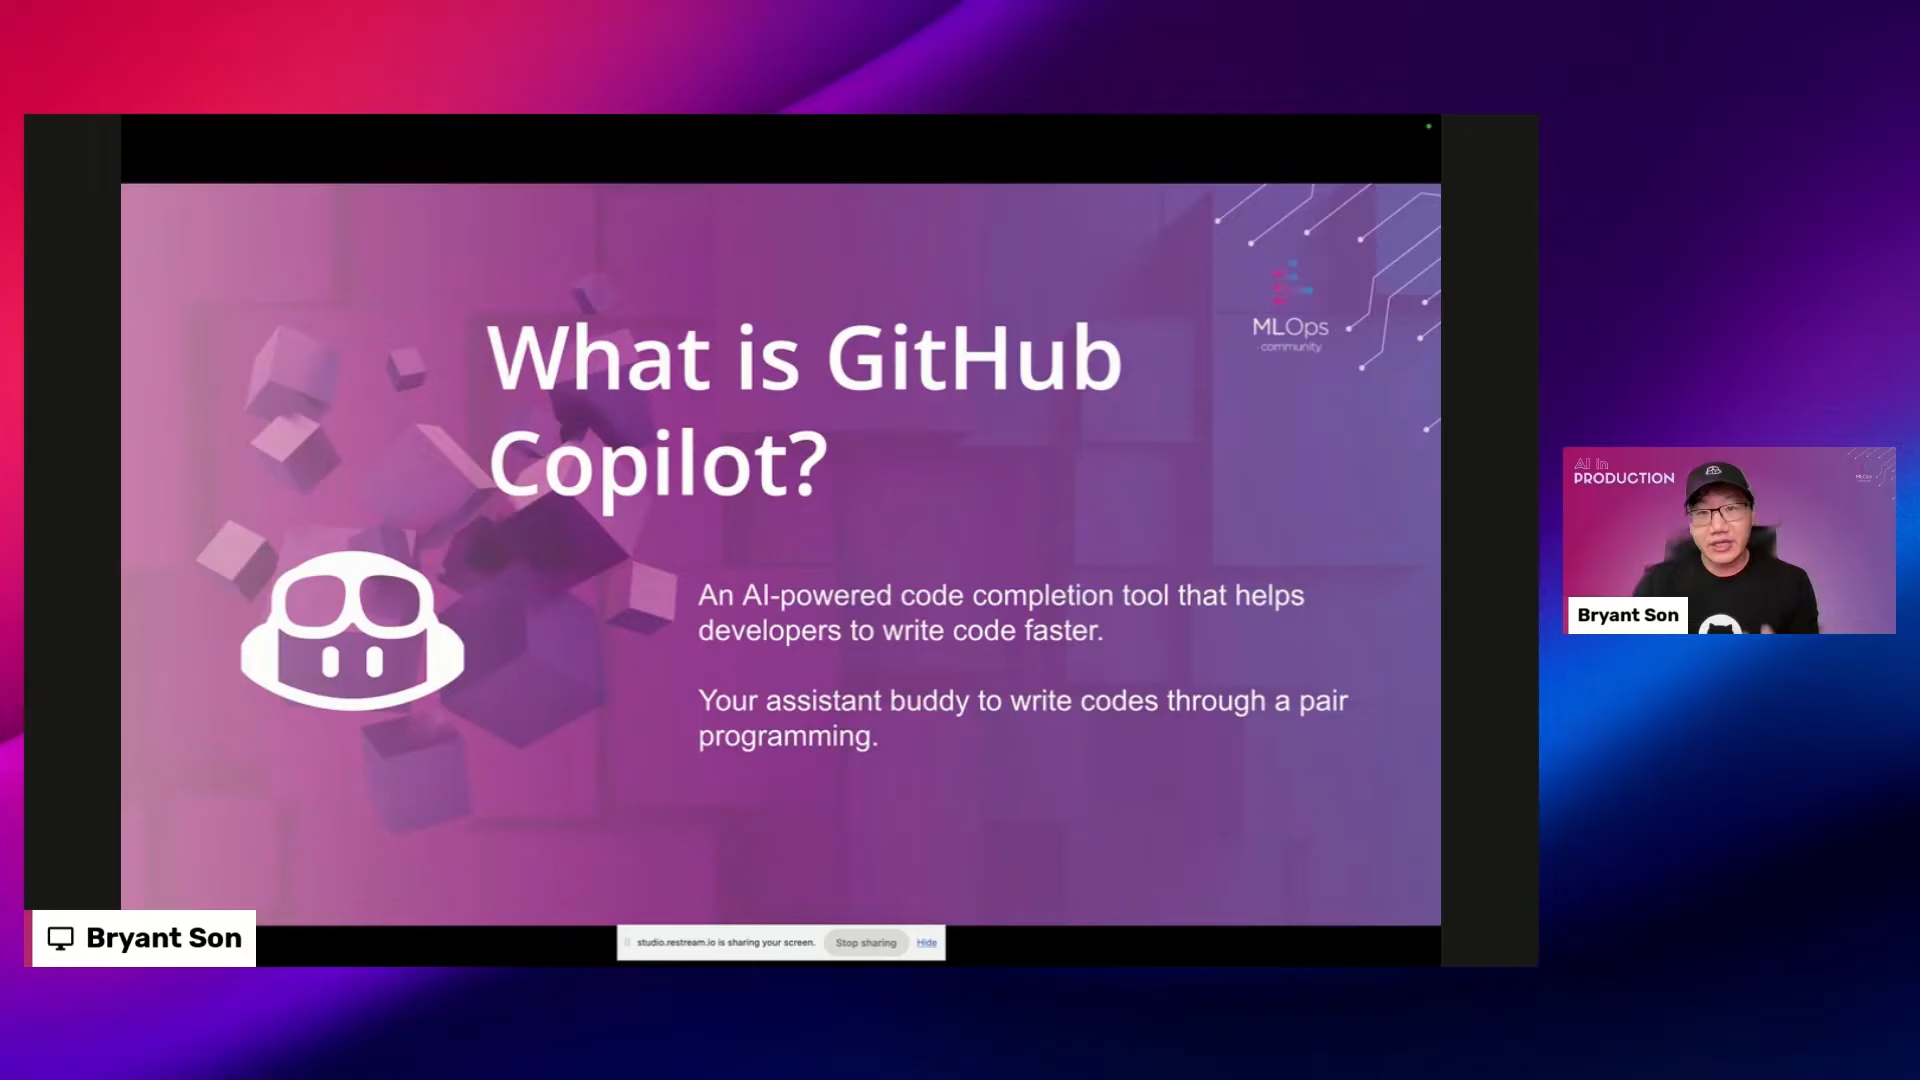 What is GitHub
Copilot?
MLOps
community
An AI-powered code completion tool that helps
developers to write code faster.
Your assistant buddy to write codes through a pair
programming.
AI in
PRODUCTION
Bryant Son
Bryant Son
studio.restream.io is sharing your screen. Stop sharing Hide